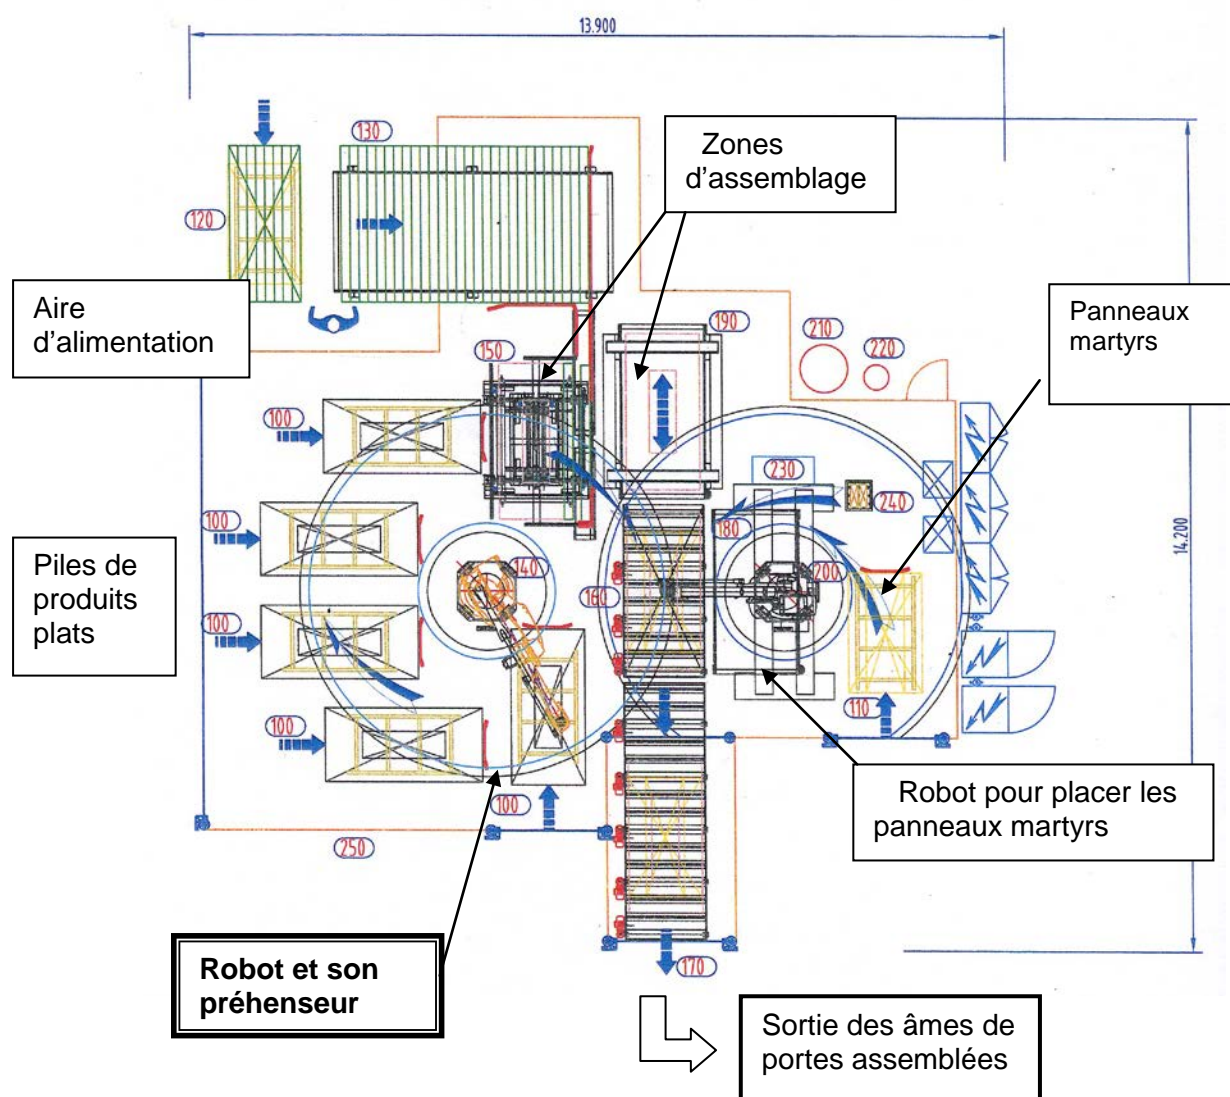 13.900
130
Zones
d'assemblage
120
Aire
d'alimentation
Panneaux
martyrs
190
210
220
150
100
230
240
100
180
14.200
Piles de
produits
plats
140
200
160
100
110
100
Robot pour placer les
panneaux martyrs
100
250
Robot et son
préhenseur
170
Sortie des âmes de
portes assemblées